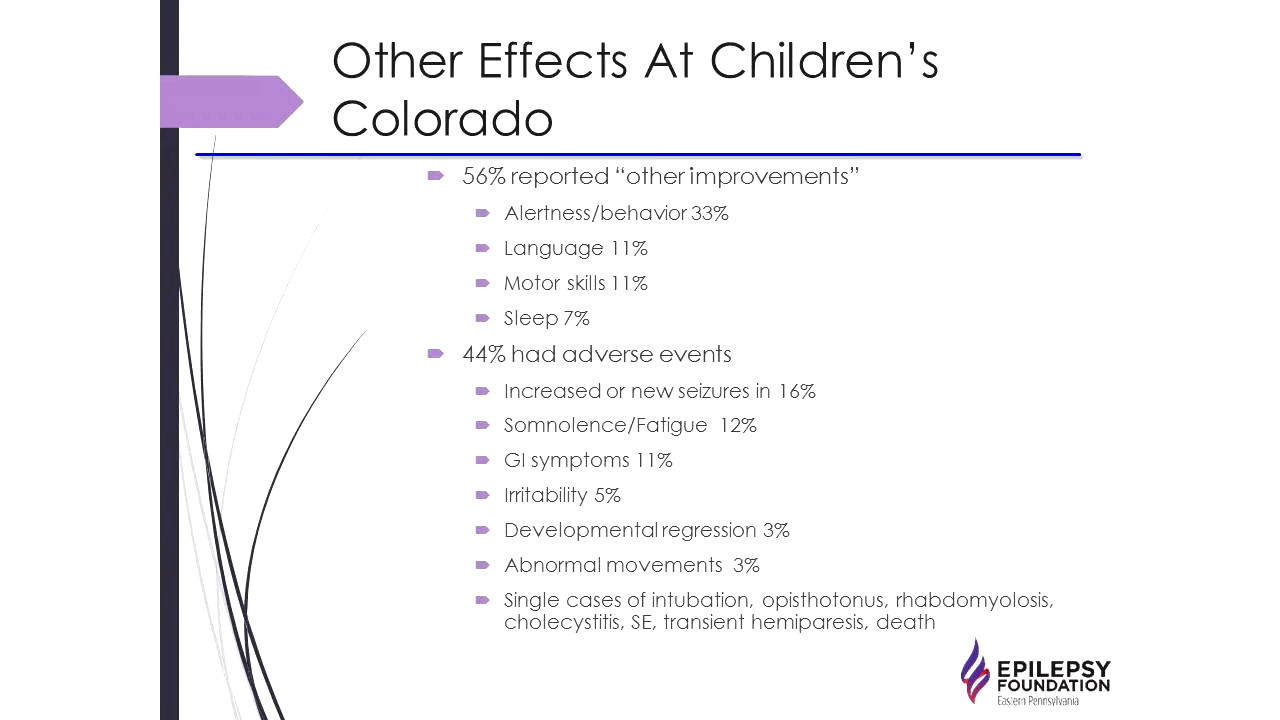 Other Effects At Children's
Colorado
56% reported “other improvements”
Alertness/behavior 33%
Language 11%
Motor skills 11%
Sleep 7%
44% had adverse events
Increased or new seizures in 16%
Somnolence/Fatigue 12%
GI symptoms 11%
Irritability 5%
Developmental regression 3%
Abnormal movements 3%
Single cases of intubation, opisthotonus, rhabdomyolosis,
cholecystitis, SE, transient hemiparesis, death
EPILEPSY
FOUNDATION
Eastern Pennsylvania